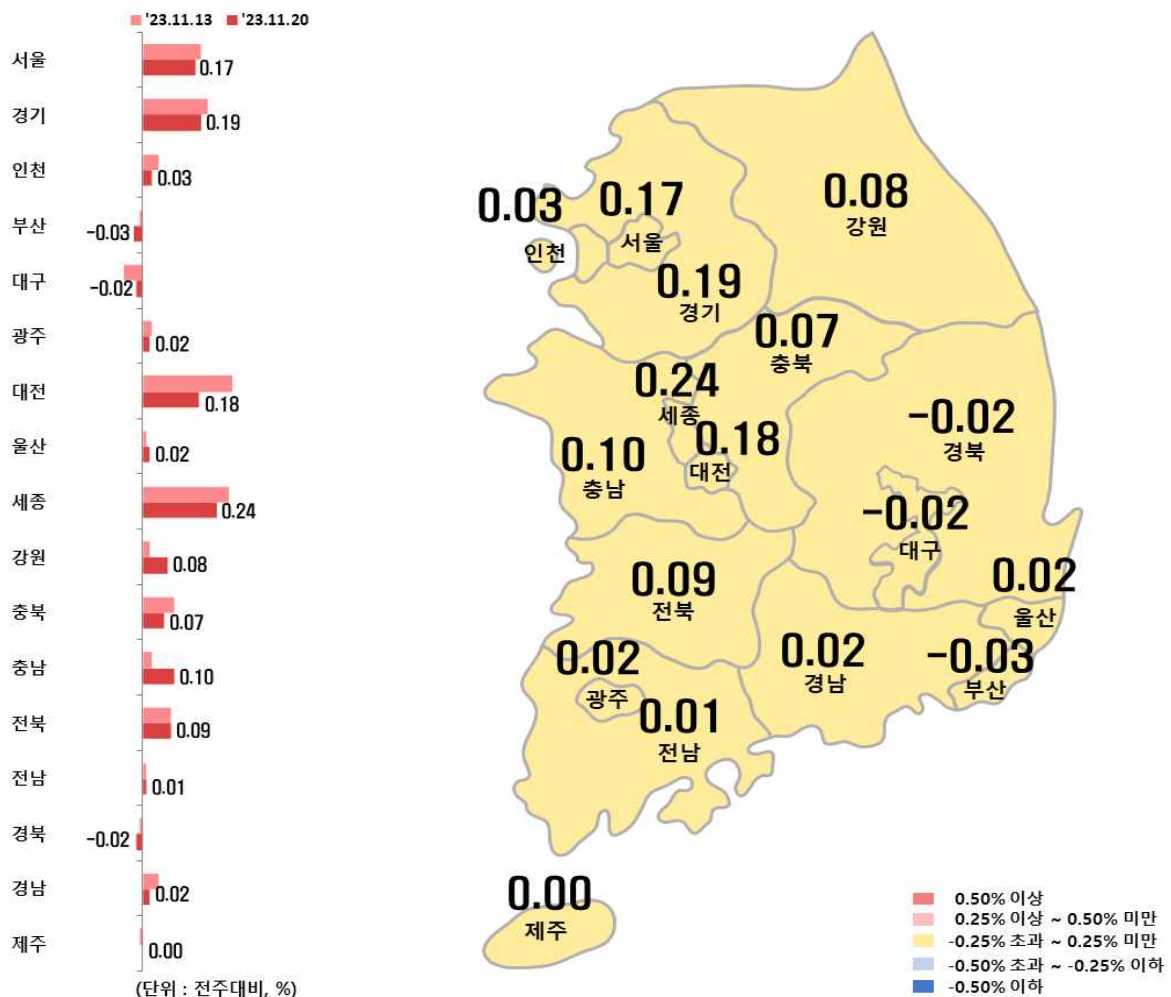 '23.11.13 '23.11.20
서울 0.17
경기 0.19
인천 0.03
부산 -0.03
대구 -0.02
광주 0.02
대전 0.18
울산 0.02
세종 0.24
강원 0.08
충북 0.07
충남 0.10
전북 0.09
전남 0.01
경북 -0.02
경남 0.02
제주 0.00
(단위 : 전주대비, %)
0.03
인천
0.17
서울
0.08
강원
0.19
경기
0.07
충북
0.24
세종
0.18
대전
0.10
충남
-0.02
경북
-0.02
대구
0.02
울산
0.09
전북
0.02
경남
-0.03
부산
0.02
광주
0.01
전남
0.00
제주
0.50% 이상
0.25% 이상 ~ 0.50% 미만
-0.25% 초과 ~ 0.25% 미만
-0.50% 초과 ~ -0.25% 이하
-0.50% 이하